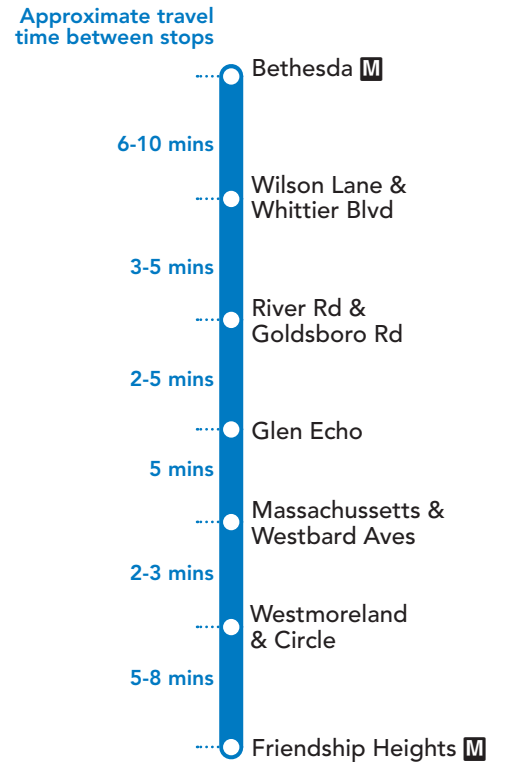 Approximate travel
time between stops
Bethesda M
6-10 mins
Wilson Lane &
Whittier Blvd
3-5 mins
River Rd &
Goldsboro Rd
2-5 mins
Glen Echo
5 mins
Massachussetts &
Westbard Aves
2-3 mins
Westmoreland
& Circle
5-8 mins
Friendship Heights M